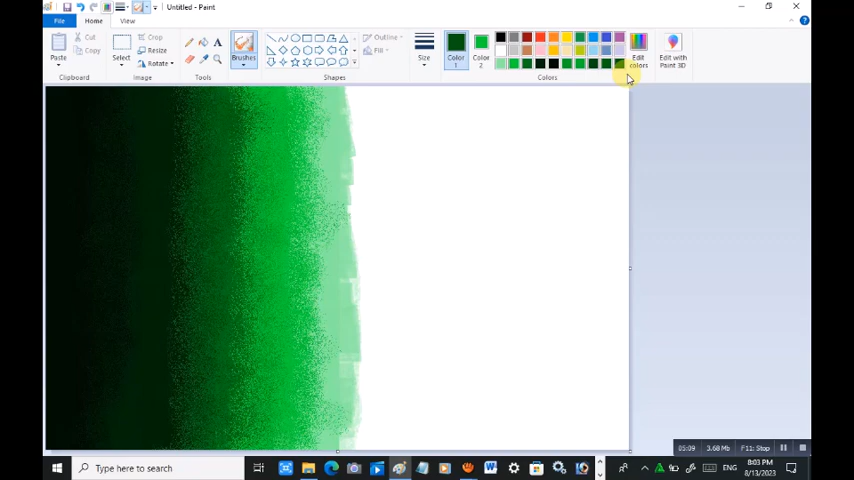 Untitled - Paint
File
Home
View
Paste
Cut
Copy
Clipboard
Select
Crop
Resize
Rotate
Image
Tools
Brushes
Shapes
Outline
Fill
Size
Color
1
Color
2
Colors
Edit
colors
Edit with
Paint 3D
05:09
3.68 Mb
F11: Stop
Type here to search
W
ENG
8:03 PM
8/13/2023